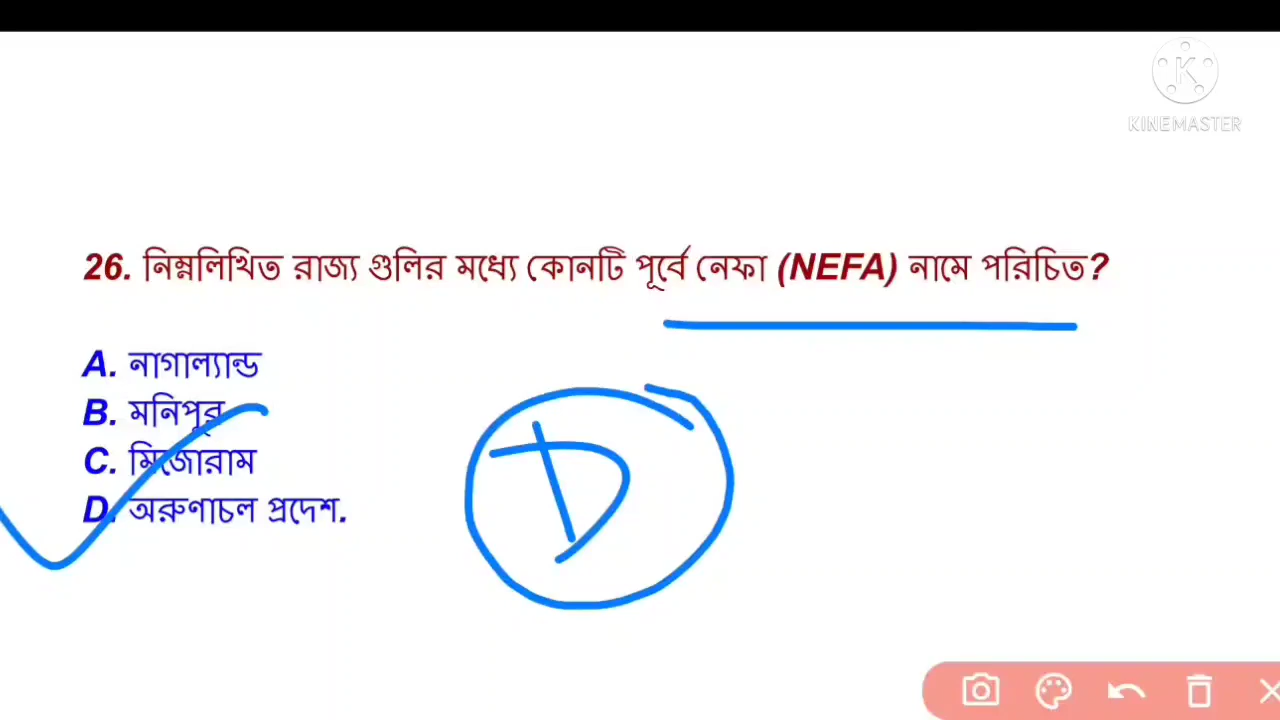 KINEMASTER
26. নিম্নলিখিত রাজ্য গুলির মধ্যে কোনটি পূর্বে নেফা (NEFA) নামে পরিচিত?
A. নাগাল্যান্ড
B. মনিপুর
C. মিজোরাম
D. অরুণাচল প্রদেশ.
D